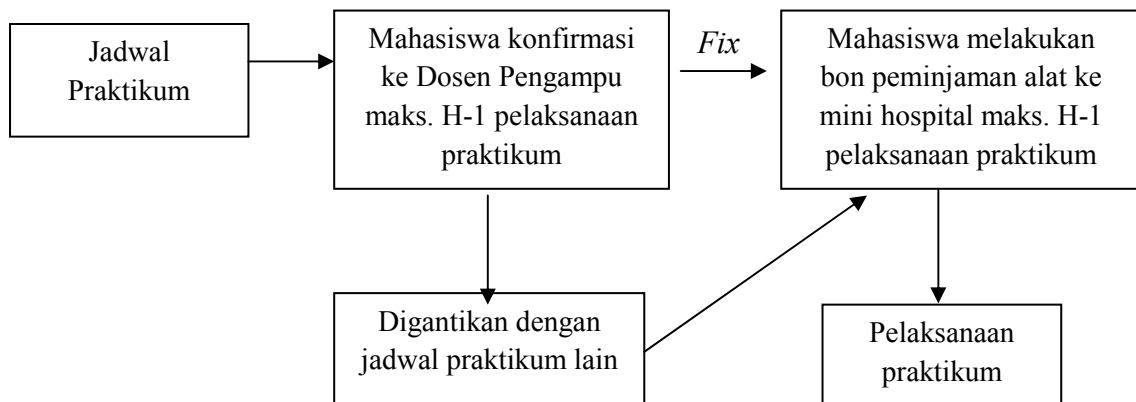 Jadwal
Praktikum
Mahasiswa konfirmasi
ke Dosen Pengampu
maks. H-1 pelaksanaan
praktikum
Fix
Mahasiswa melakukan
bon peminjaman alat ke
mini hospital maks. H-1
pelaksanaan praktikum
Digantikan dengan
jadwal praktikum lain
Pelaksanaan
praktikum